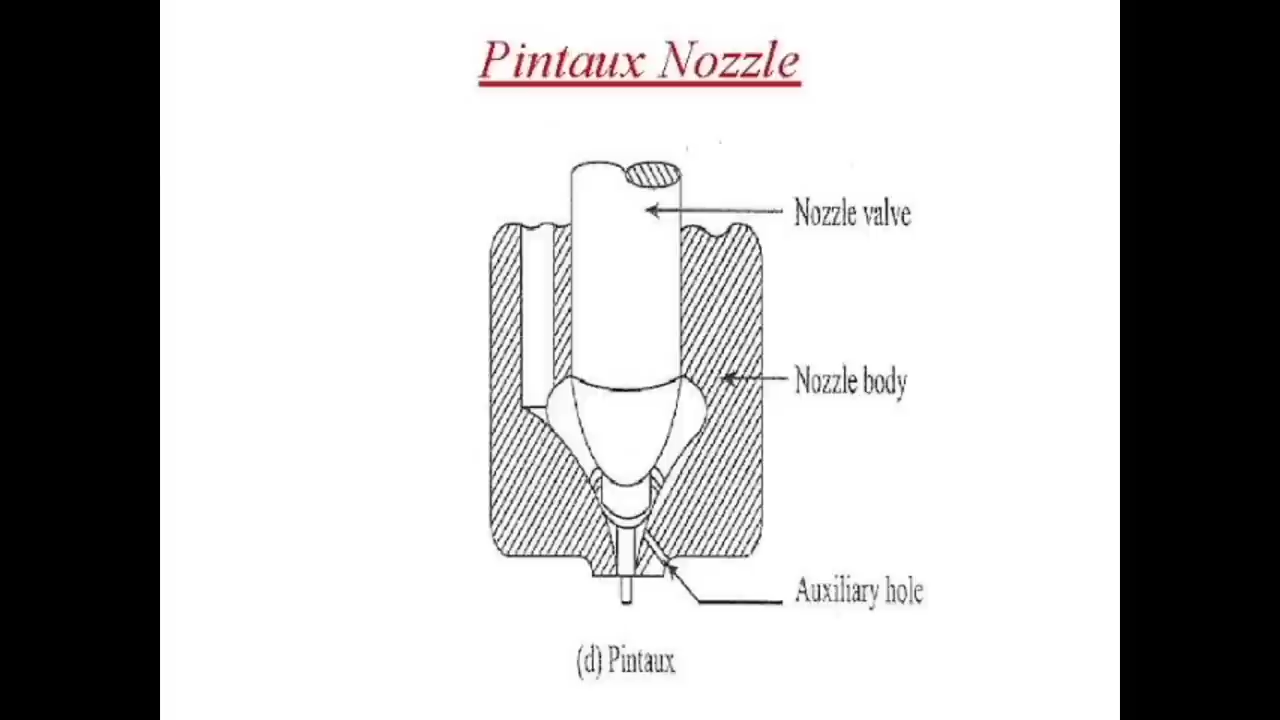 Pintaux Nozzle
Nozzle valve
Nozzle body
Auxiliary hole
(d) Pintaux